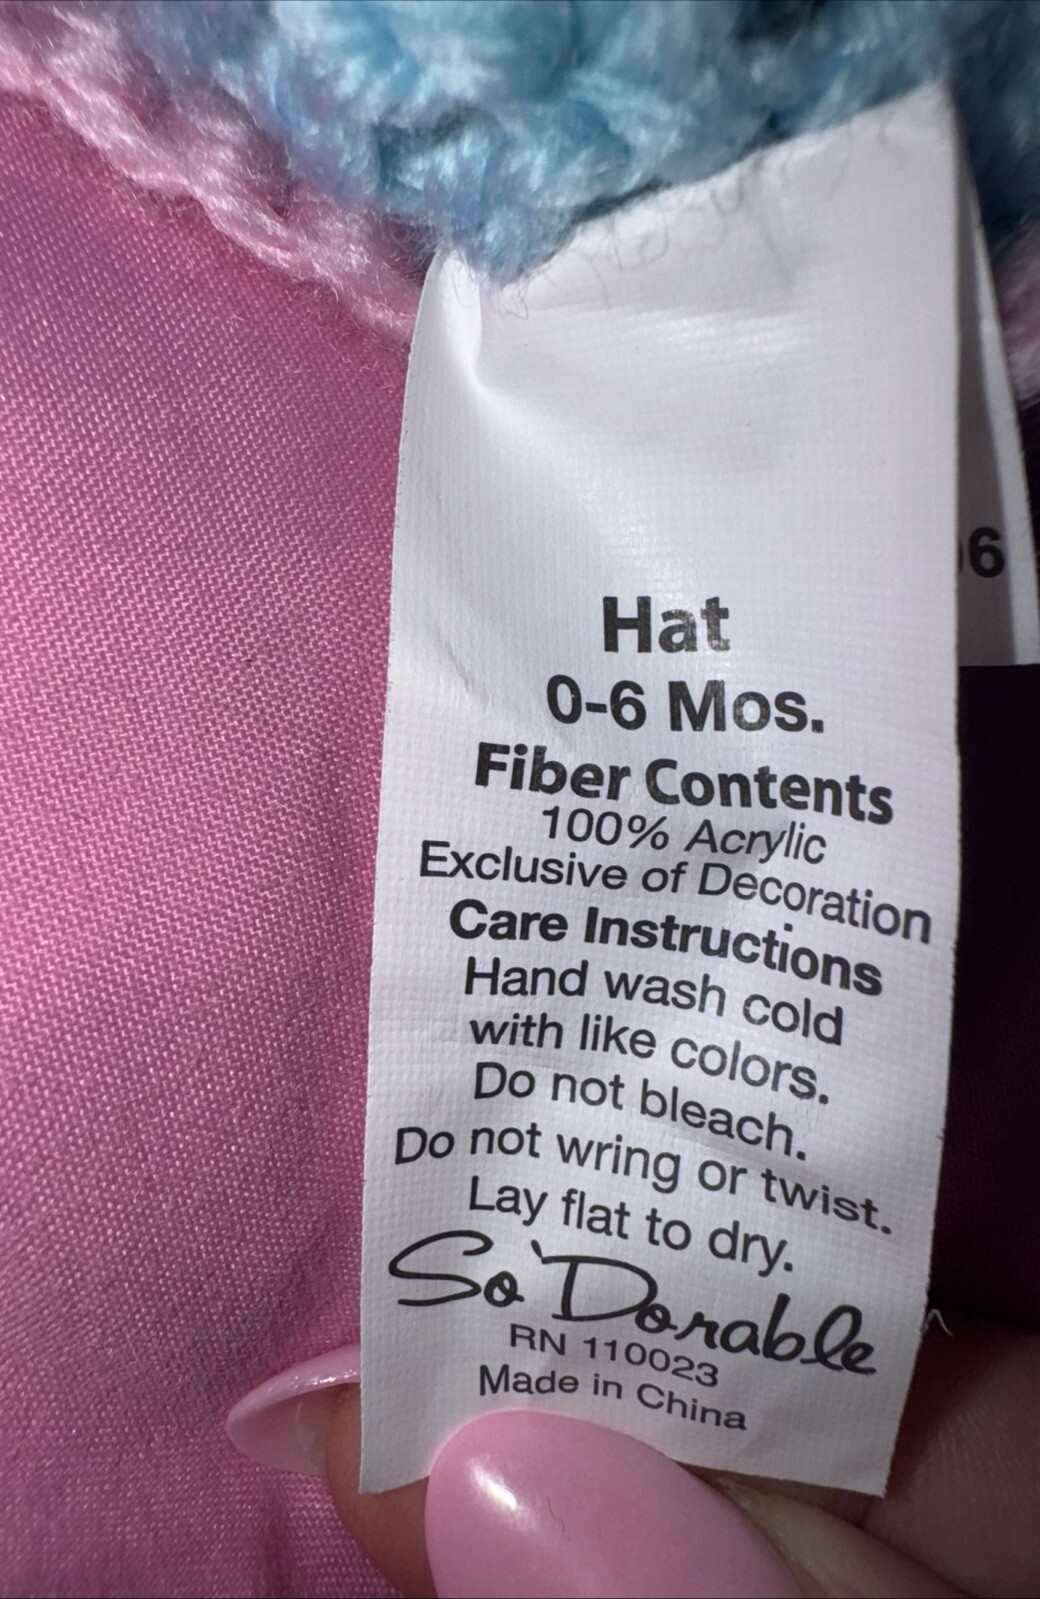 Hat
0-6 Mos.
Fiber Contents
100% Acrylic
Exclusive of Decoration
Care Instructions
Hand wash cold
with like colors.
Do not bleach.
Do not wring or twist.
Lay flat to dry.
So 'Dorable
RN 110023
Made in China
6